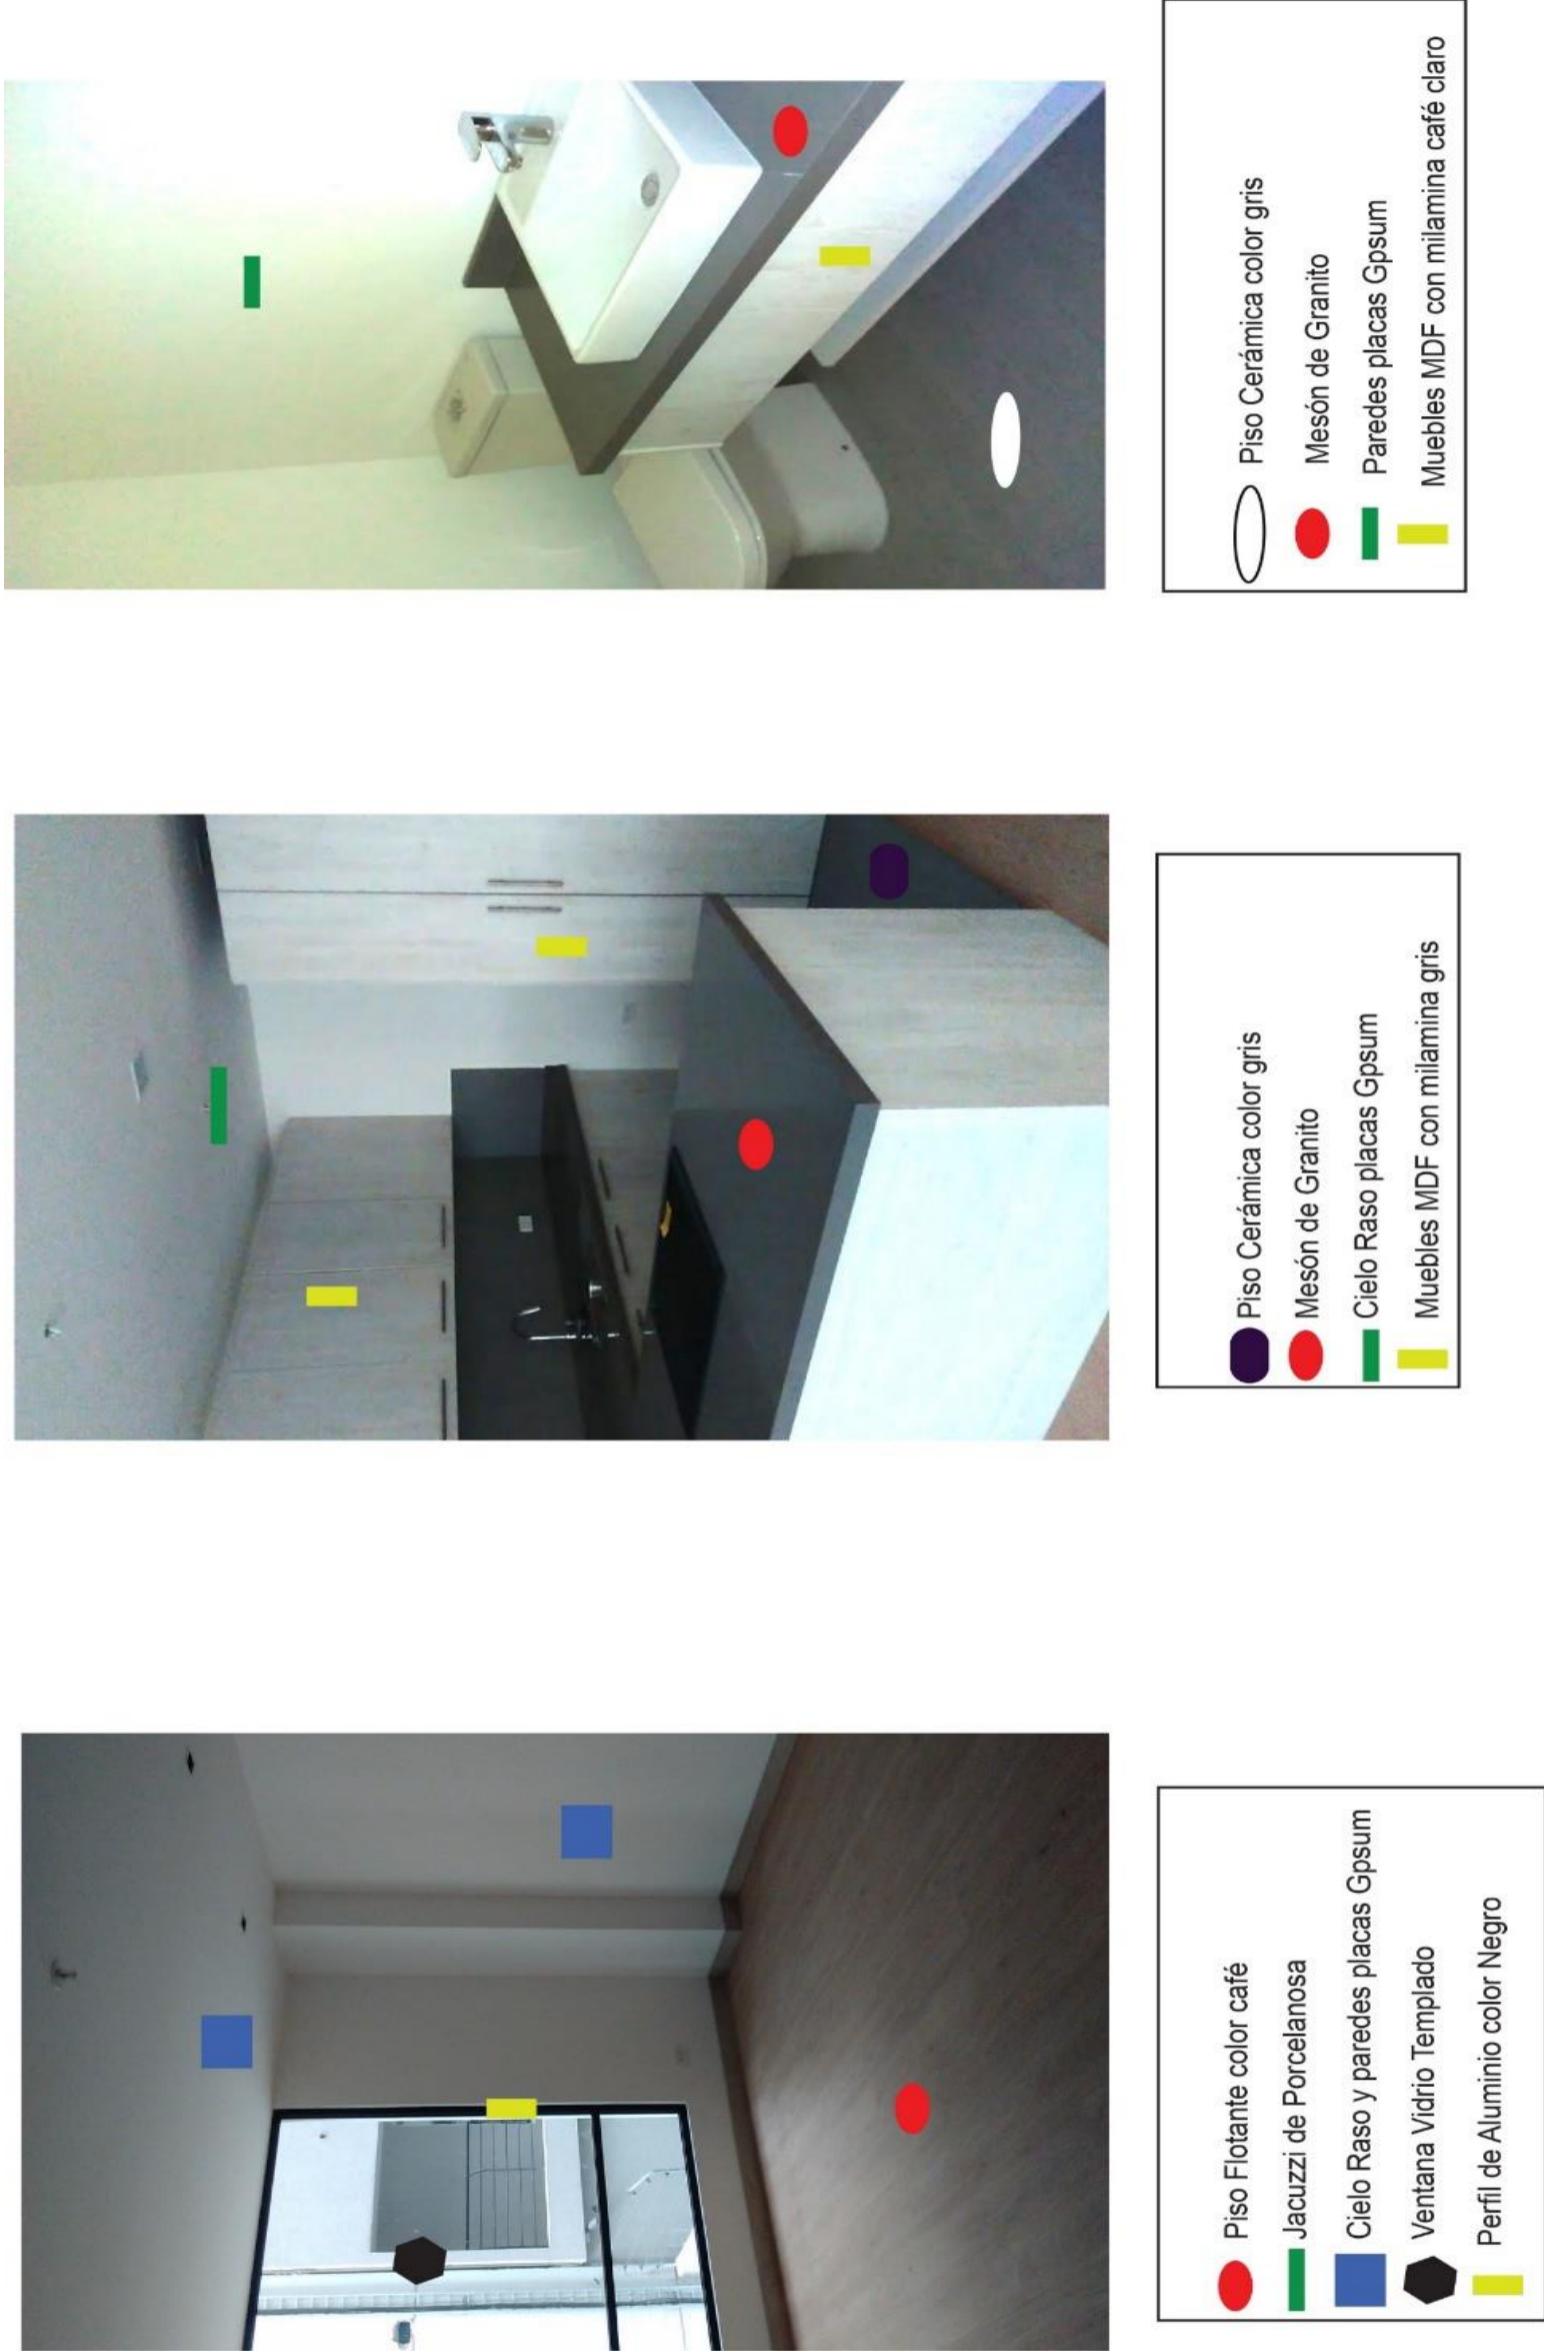 Piso Flotante color café
Jacuzzi de Porcelanosa
Cielo Raso y paredes placas Gpsum
Ventana Vidrio Templado
Perfil de Aluminio color Negro
Piso Cerámica color gris
Mesón de Granito
Cielo Raso placas Gpsum
Muebles MDF con milamina gris
Piso Cerámica color gris
Mesón de Granito
Paredes placas Gpsum
Muebles MDF con milamina café claro